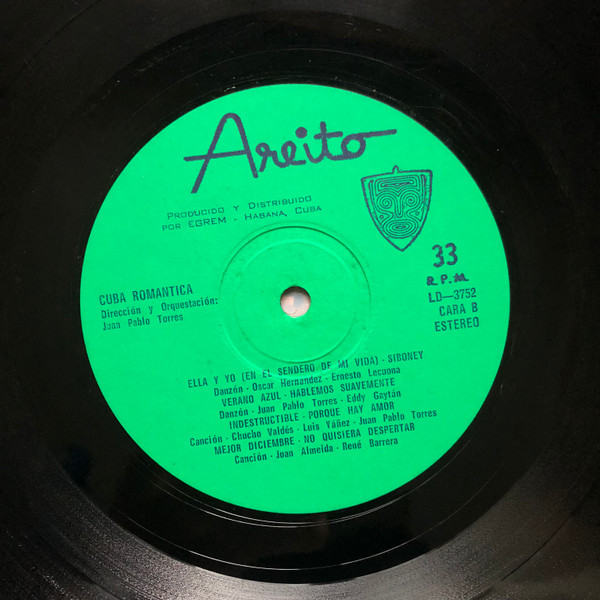 Areito
PRODUCIDO Y DISTRIBUIDO
POR EGREM - HABANA, CUBA
33
R.P.M.
LD—3752
CARA B
ESTEREO
CUBA ROMANTICA
Dirección y Orquestación:
Juan Pablo Torres
ELLA Y YO (EN EL SENDERO DE MI VIDA) - SIBONEY
Danzón - Oscar Hernandez - Ernesto Lecuona
VERANO AZUL - HABLEMOS SUAVEMENTE
Danzón - Juan Pablo Torres - Eddy Gaytán
INDESTRUCTIBLE - PORQUE HAY AMOR
Canción - Chucho Valdés - Luis Yáñez - Juan Pablo Torres
MEJOR DICIEMBRE - NO QUISIERA DESPERTAR
Canción - Juan Almeida - René Barrera